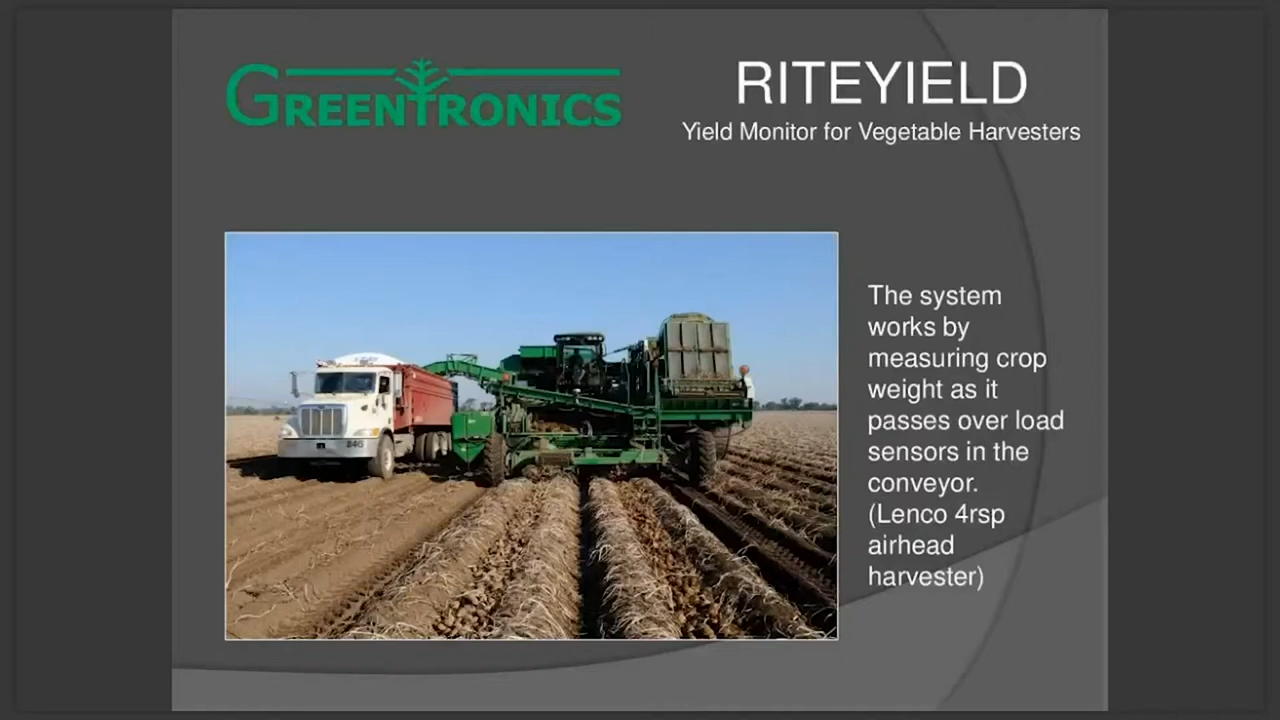 GREENTRONICS
RITEYIELD
Yield Monitor for Vegetable Harvesters
The system
works by
measuring crop
weight as it
passes over load
sensors in the
conveyor.
(Lenco 4rsp
airhead
harvester)
846